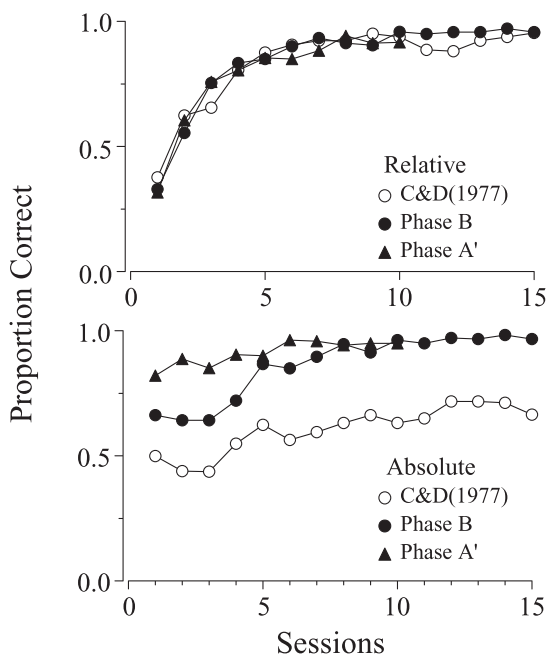 Proportion Correct
1.0
0.5
0.0
0
5
10
15
Relative
C&D(1977)
Phase B
Phase A'
1.0
0.5
0.0
0
5
10
15
Absolute
C&D(1977)
Phase B
Phase A'
Sessions